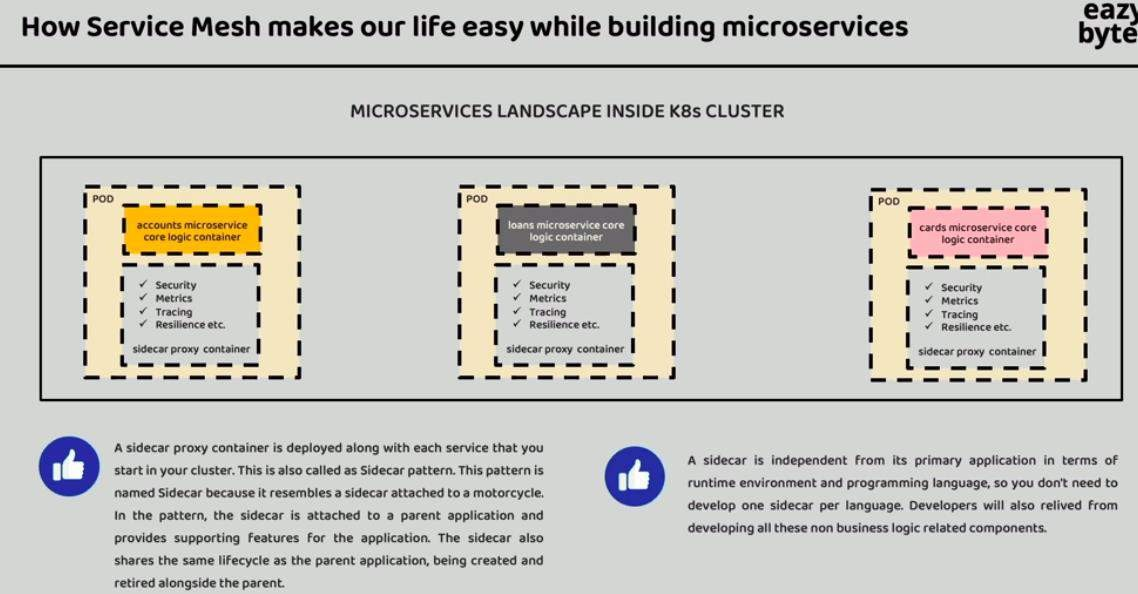 How Service Mesh makes our life easy while building microservices
eazy
byte
MICROSERVICES LANDSCAPE INSIDE K8s CLUSTER
POD
accounts microservice
core logic container
✓ Security
✓ Metrics
✓ Tracing
✓ Resilience etc.
sidecar proxy container
POD
loans microservice core
logic container
✓ Security
✓ Metrics
✓ Tracing
✓ Resilience etc.
sidecar proxy container
POD
cards microservice core
logic container
✓ Security
✓ Metrics
✓ Tracing
✓ Resilience etc.
sidecar proxy container
A sidecar proxy container is deployed along with each service that you
start in your cluster. This is also called as Sidecar pattern. This pattern is
named Sidecar because it resembles a sidecar attached to a motorcycle.
In the pattern, the sidecar is attached to a parent application and
provides supporting features for the application. The sidecar also
shares the same lifecycle as the parent application, being created and
retired alongside the parent.
A sidecar is independent from its primary application in terms of
runtime environment and programming language, so you don't need to
develop one sidecar per language. Developers will also relived from
developing all these non business logic related components.